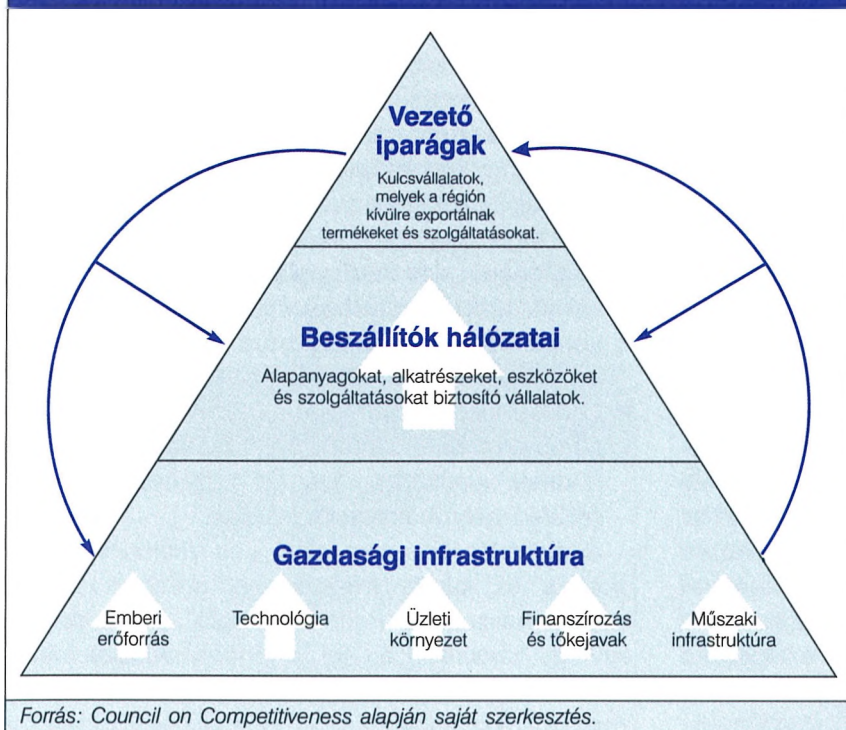 Vezető
iparágak
Kulcsvállalatok,
melyek a régión
kívülre exportálnak
termékeket és szolgáltatásokat.
Beszállítók hálózatai
Alapanyagokat, alkatrészeket, eszközöket
és szolgáltatásokat biztosító vállalatok.
Gazdasági infrastruktúra
Emberi
erőforrás
Technológia
Üzleti
környezet
Finanszírozás
és tőkejavak
Műszaki
infrastruktúra
Forrás: Council on Competitiveness alapján saját szerkesztés.